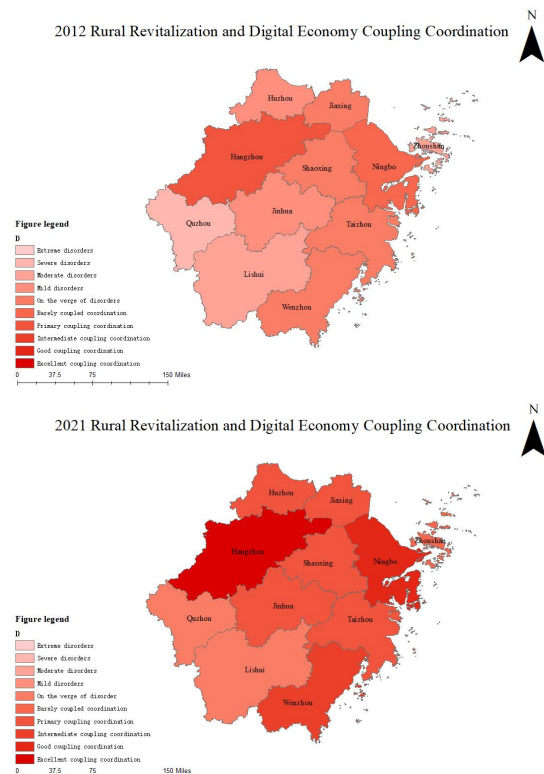 N
2012 Rural Revitalization and Digital Economy Coupling Coordination
Huzhou
Jiaxing
Hangzhou
Shaoxing
Ningbo
Zhoushan
Quzhou
Jinhua
Taizhou
Lishui
Wenzhou
Figure legend
D
Extreme disorders
Severe disorders
Moderate disorders
Mild disorders
On the verge of disorders
Barely coupled coordination
Primary coupling coordination
Intermediate coupling coordination
Good coupling coordination
Excellent coupling coordination
0 37.5 75 150 Miles
N
2021 Rural Revitalization and Digital Economy Coupling Coordination
Huzhou
Jiaxing
Hangzhou
Shaoxing
Ningbo
Zhoushan
Quzhou
Jinhua
Taizhou
Lishui
Wenzhou
Figure legend
D
Extreme disorders
Severe disorders
Moderate disorders
Mild disorders
On the verge of disorder
Barely coupled coordination
Primary coupling coordination
Intermediate coupling coordination
Good coupling coordination
Excellent coupling coordination
0 37.5 75 150 Miles